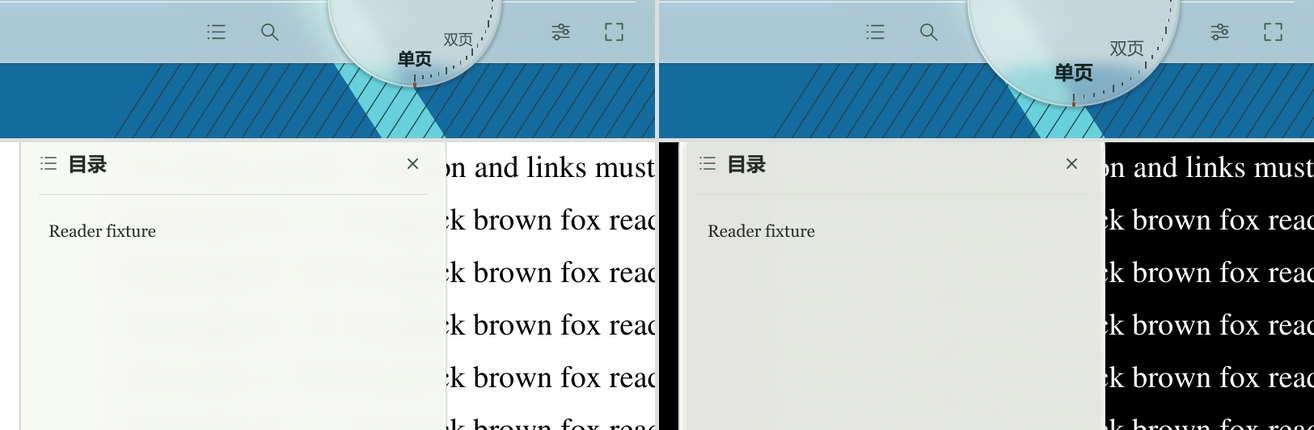 双页
单页
双页
单页
目录
Reader fixture
on and links must
ck brown fox read
ck brown fox read
ck brown fox read
ck brown fox read
目录
Reader fixture
on and links must
ck brown fox read
ck brown fox read
ck brown fox read
ck brown fox read